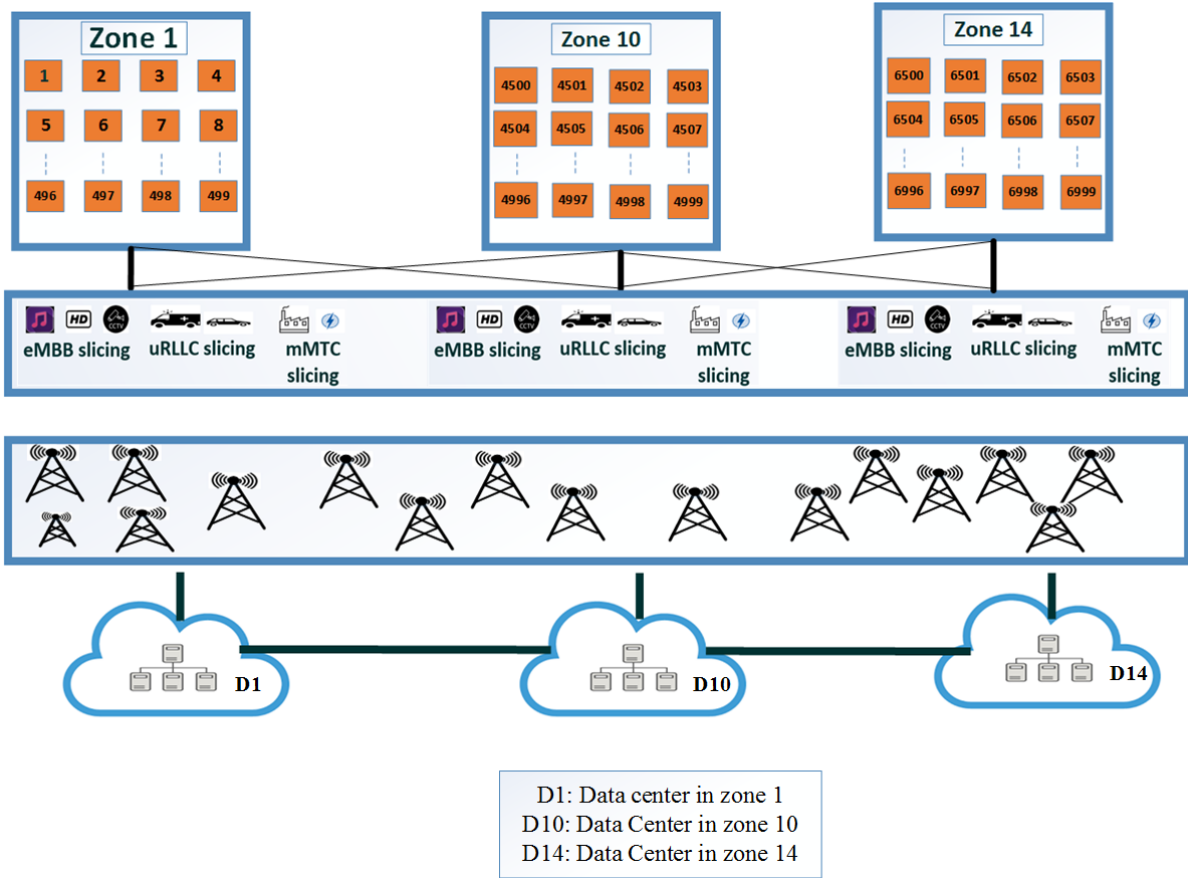 Zone 1
1 2 3 4
5 6 7 8
496 497 498 499
Zone 10
4500 4501 4502 4503
4504 4505 4506 4507
4996 4997 4998 4999
Zone 14
6500 6501 6502 6503
6504 6505 6506 6507
6996 6997 6998 6999
HD
CCTV
eMBB slicing
uRLLC slicing
mMTC
slicing
HD
CCTV
eMBB slicing
uRLLC slicing
mMTC
slicing
HD
CCTV
eMBB slicing
uRLLC slicing
mMTC
slicing
D1
D10
D14
D1: Data center in zone 1
D10: Data Center in zone 10
D14: Data Center in zone 14